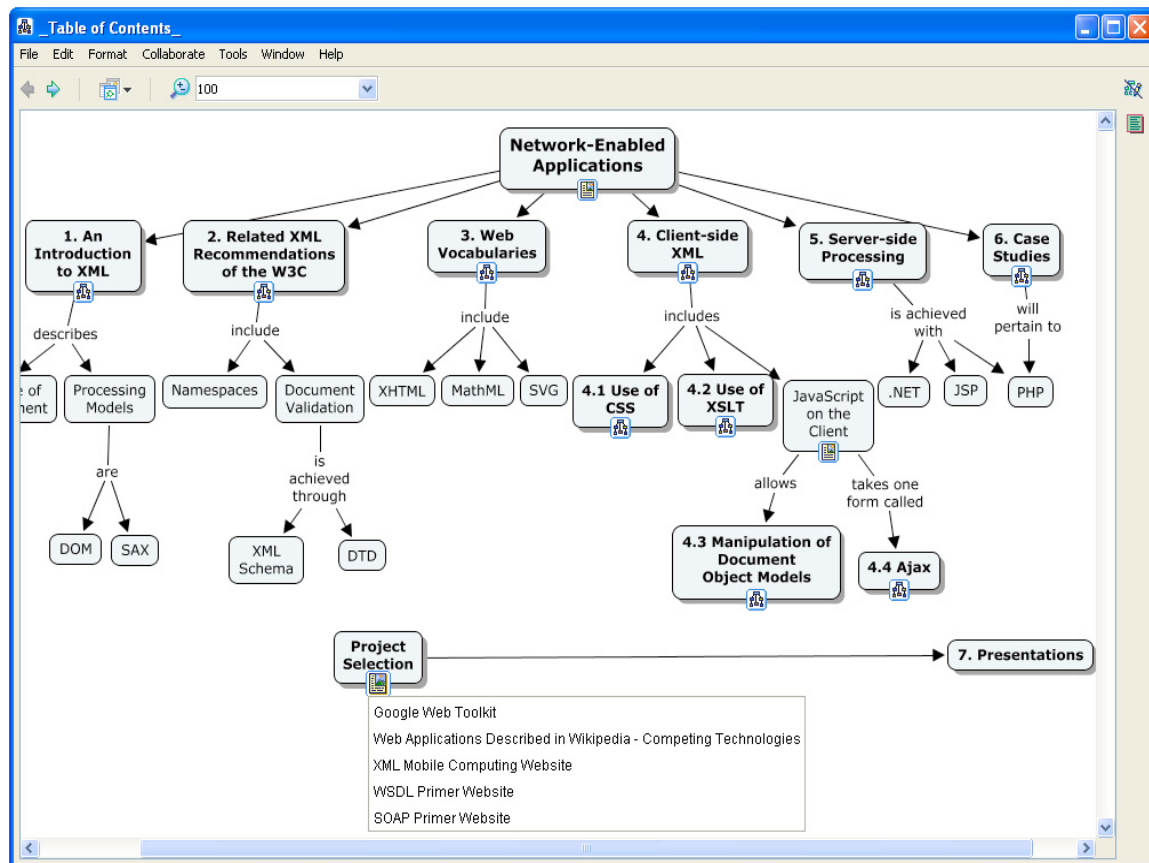 _Table of Contents_
File Edit Format Collaborate Tools Window Help
100
Network-Enabled
Applications
1. An
Introduction
to XML
2. Related XML
Recommendations
of the W3C
3. Web
Vocabularies
4. Client-side
XML
5. Server-side
Processing
6. Case
Studies
describes
include
include
includes
is achieved
with
will
pertain to
of
Processing
Models
Namespaces
Document
Validation
XHTML
MathML
SVG
4.1 Use of
CSS
4.2 Use of
XSLT
JavaScript
on the
Client
.NET
JSP
PHP
are
is
achieved
through
allows
takes one
form called
DOM
SAX
XML
Schema
DTD
4.3 Manipulation of
Document
Object Models
4.4 Ajax
Project
Selection
7. Presentations
Google Web Toolkit
Web Applications Described in Wikipedia - Competing Technologies
XML Mobile Computing Website
WSDL Primer Website
SOAP Primer Website